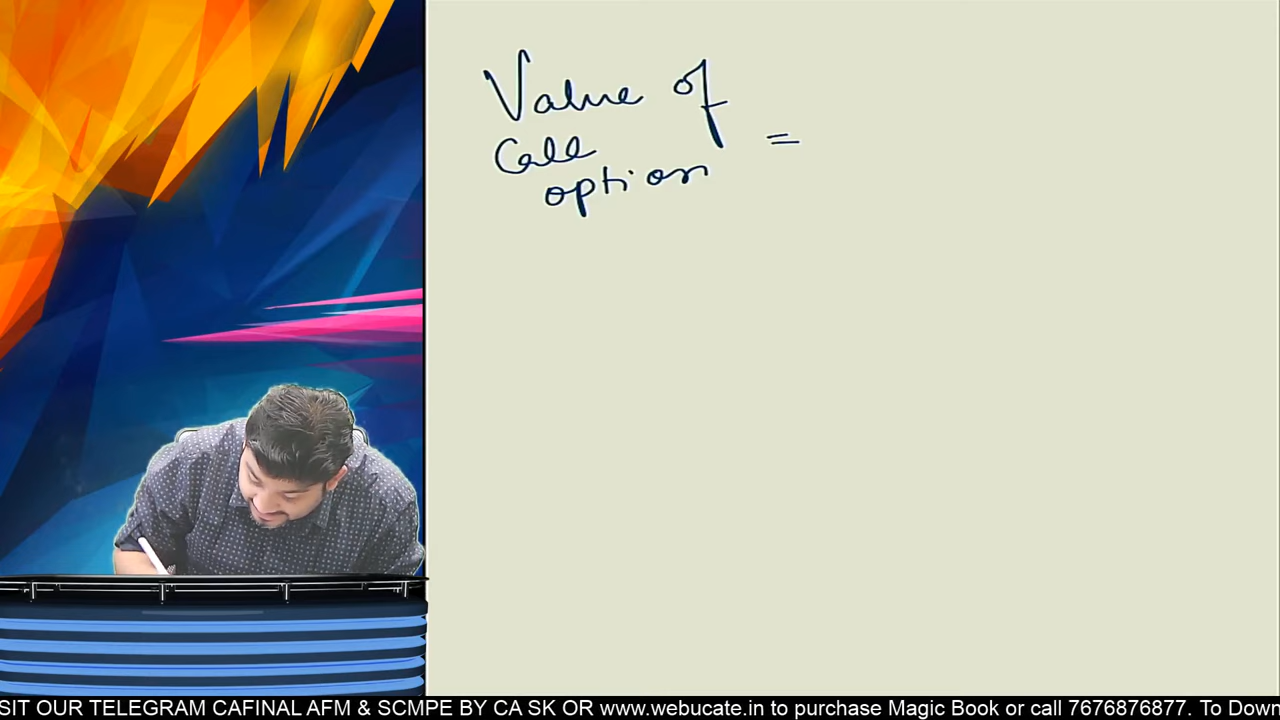 Value of
Call =
option
SIT OUR TELEGRAM CAFINAL AFM & SCMPE BY CA SK OR www.webucate.in to purchase Magic Book or call 7676876877. To Down